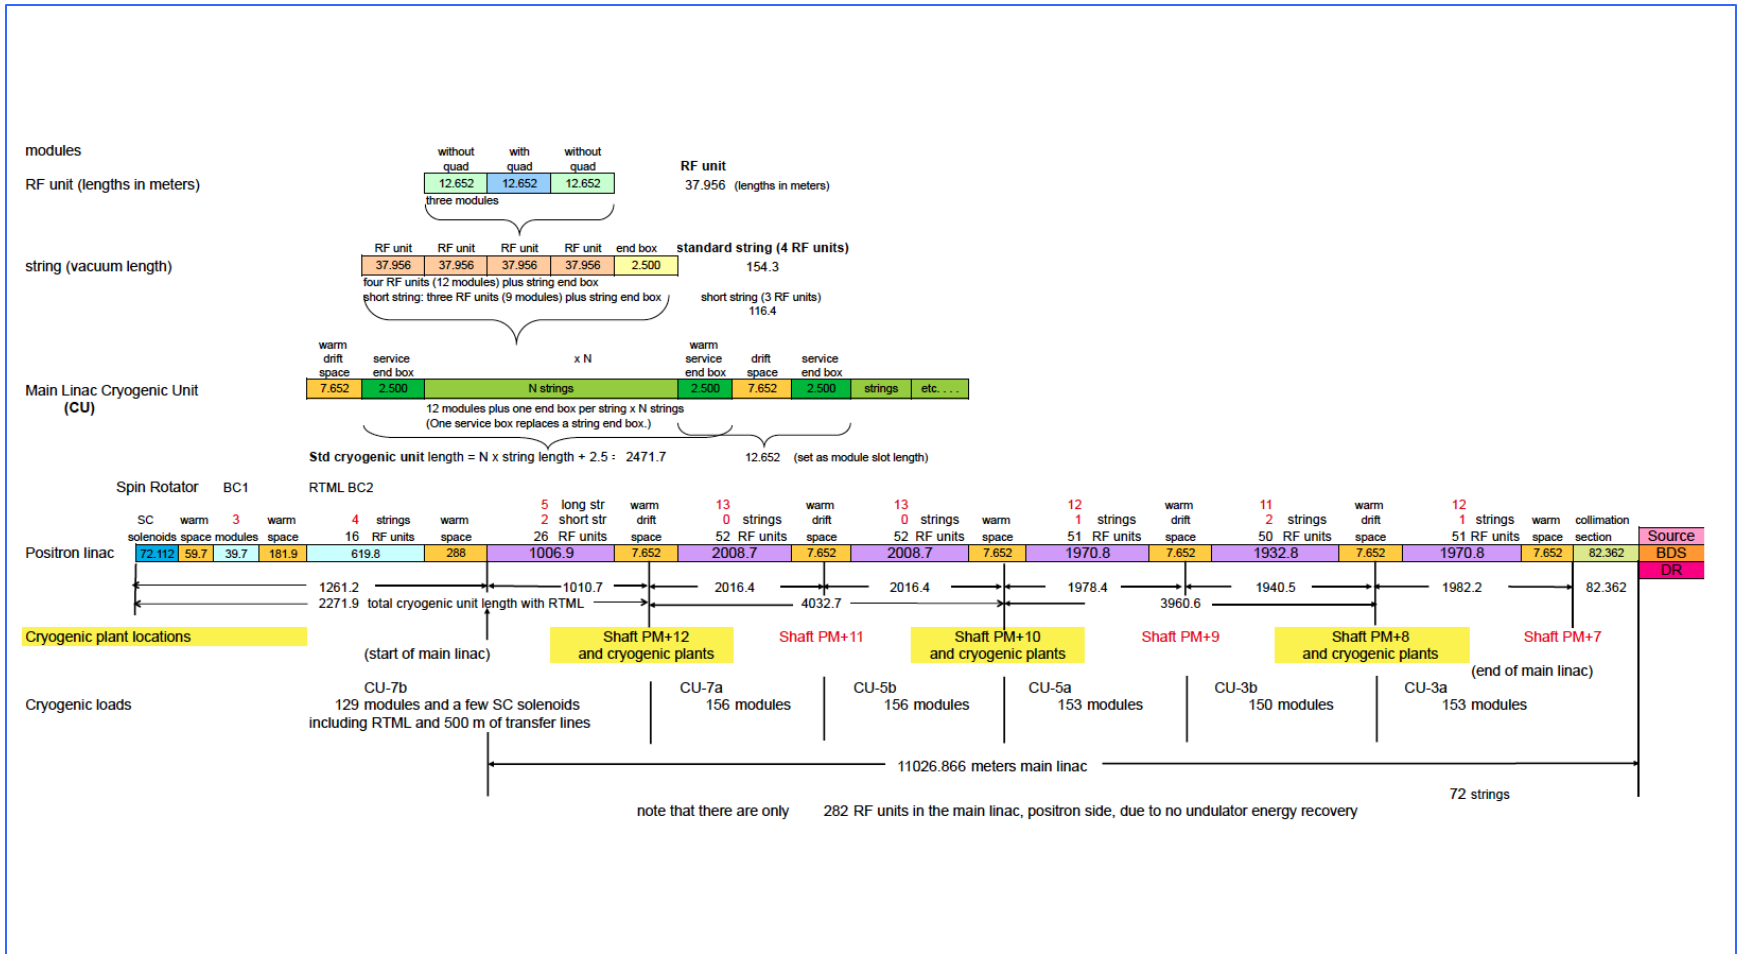 modules
without with without
quad quad quad RF unit
RF unit (lengths in meters) 12.652 12.652 12.652 37.956 (lengths in meters)
three modules
RF unit RF unit RF unit RF unit end box standard string (4 RF units)
string (vacuum length) 37.956 37.956 37.956 37.956 2.500 154.3
four RF units (12 modules) plus string end box
short string: three RF units (9 modules) plus string end box short string (3 RF units)
116.4
warm warm
drift service x N service drift service
space end box end box space end box
Main Linac Cryogenic Unit 7.652 2.500 N strings 2.500 7.652 2.500 strings etc. . . .
(CU)
12 modules plus one end box per string x N strings
(One service box replaces a string end box.)
Std cryogenic unit length = N x string length + 2.5 = 2471.7 12.652 (set as module slot length)
Spin Rotator BC1 RTML BC2
5 long str warm 13 warm 13 12 warm 11 warm 12
SC warm 3 warm 4 strings warm 2 short str drift 0 strings drift 0 strings warm 1 strings drift 2 strings drift 1 strings warm collimation
solenoids space modules space 16 RF units space 26 RF units space 52 RF units space 52 RF units space 51 RF units space 50 RF units space 51 RF units space section Source
Positron linac 72.112 59.7 39.7 181.9 619.8 288 1006.9 7.652 2008.7 7.652 2008.7 7.652 1970.8 7.652 1932.8 7.652 1970.8 7.652 82.362 BDS
DR
1261.2 1010.7 2016.4 2016.4 1978.4 1940.5 1982.2 82.362
2271.9 total cryogenic unit length with RTML 4032.7 3960.6
Cryogenic plant locations Shaft PM+12 Shaft PM+11 Shaft PM+10 Shaft PM+9 Shaft PM+8 Shaft PM+7
(start of main linac) and cryogenic plants and cryogenic plants and cryogenic plants
(end of main linac)
CU-7b CU-7a CU-5b CU-5a CU-3b CU-3a
Cryogenic loads 129 modules and a few SC solenoids 156 modules 156 modules 153 modules 150 modules 153 modules
including RTML and 500 m of transfer lines
11026.866 meters main linac
72 strings
note that there are only 282 RF units in the main linac, positron side, due to no undulator energy recovery